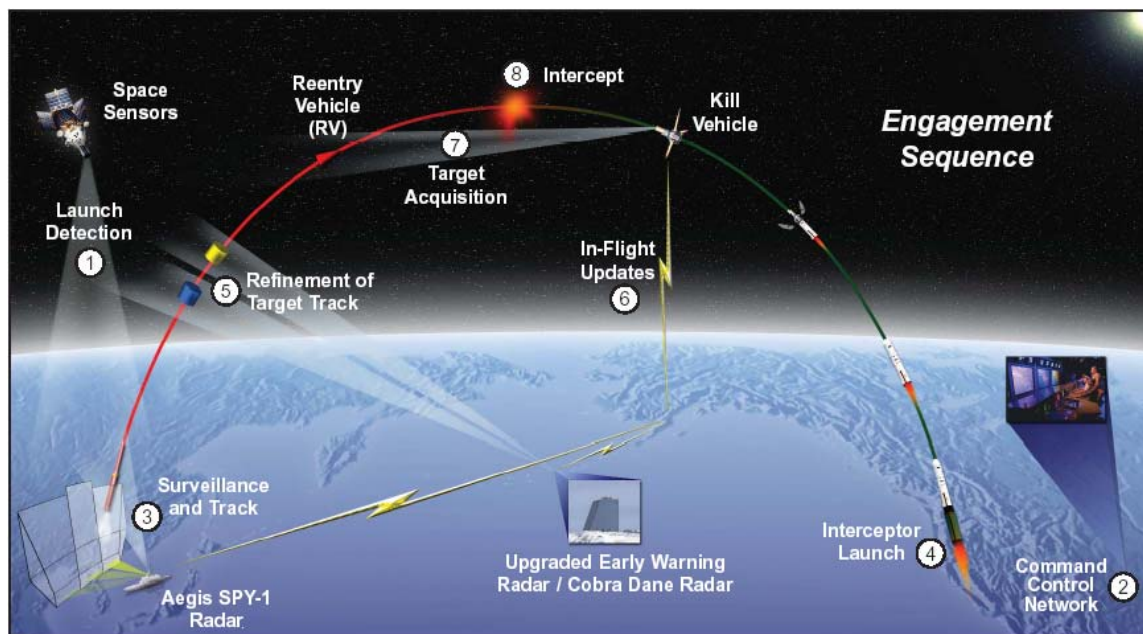 Engagement
Sequence
Space
Sensors
Launch
Detection
1
Reentry
Vehicle
(RV)
8 Intercept
Kill
Vehicle
7
Target
Acquisition
5 Refinement of
Target Track
In-Flight
Updates
6
3 Surveillance
and Track
Aegis SPY-1
Radar
Upgraded Early Warning
Radar / Cobra Dane Radar
Interceptor
Launch 4
Command
Control
Network 2